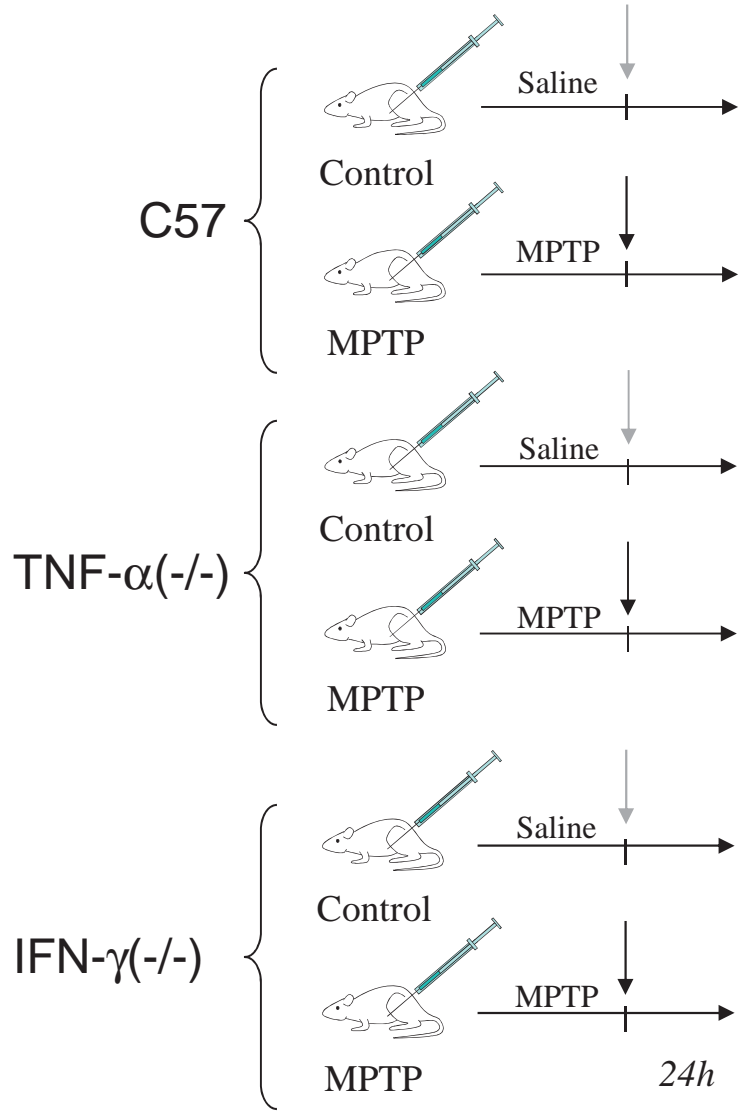 Saline
Control
C57
MPTP
MPTP
Saline
Control
TNF-α(-/-)
MPTP
MPTP
Saline
Control
IFN-γ(-/-)
MPTP
MPTP
24h